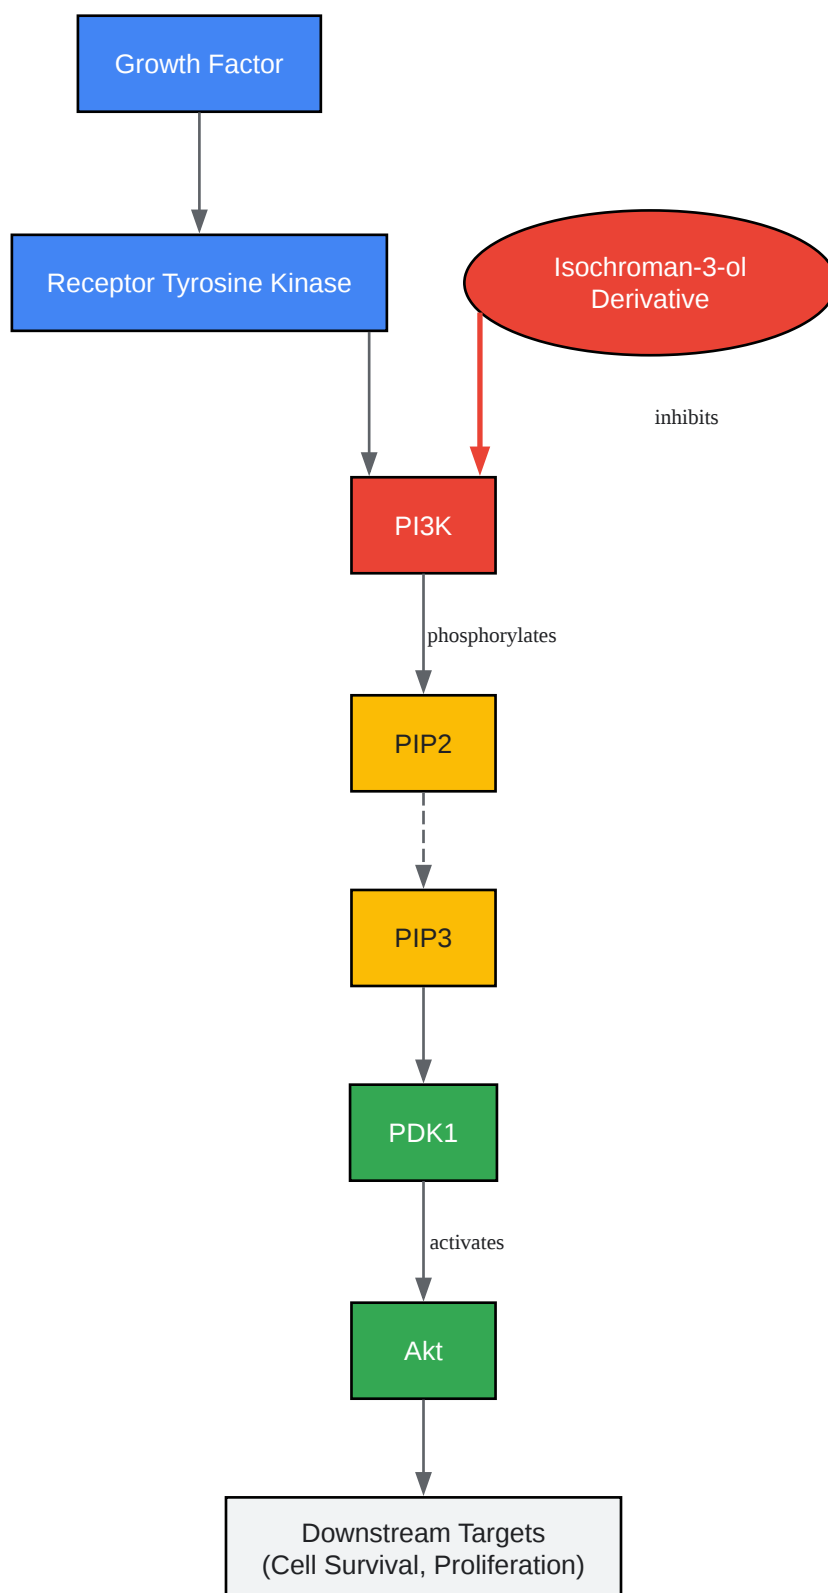 Growth Factor
Receptor Tyrosine Kinase
Isochroman-3-ol
Derivative
inhibits
PI3K
phosphorylates
PIP2
PIP3
PDK1
activates
Akt
Downstream Targets
(Cell Survival, Proliferation)